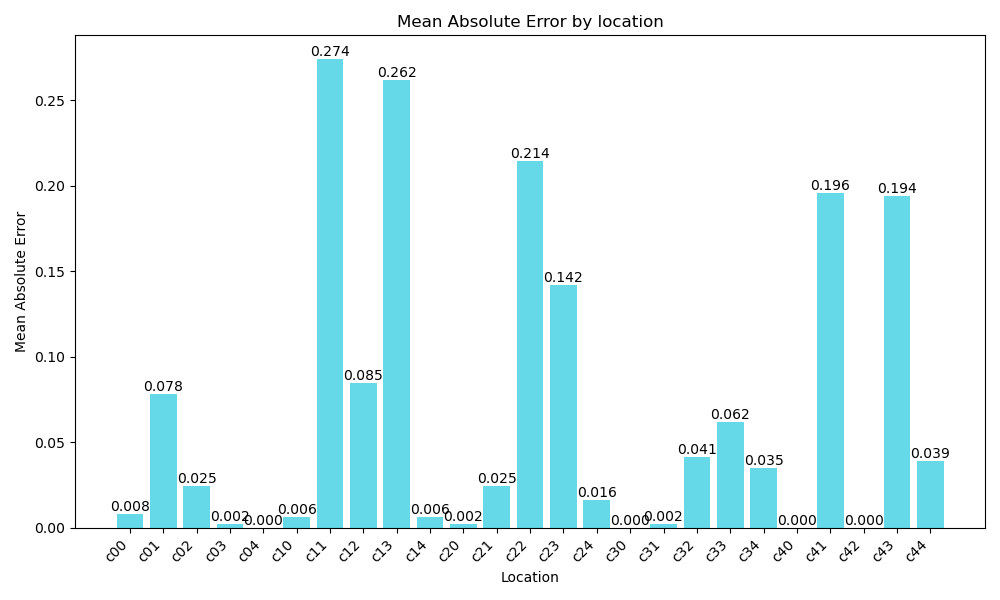 Mean Absolute Error by location
Mean Absolute Error
0.25
0.20
0.15
0.10
0.05
0.00
0.008
0.078
0.025
0.002
0.000
0.006
0.274
0.085
0.262
0.006
0.002
0.025
0.214
0.142
0.016
0.000
0.002
0.041
0.062
0.035
0.000
0.196
0.000
0.194
0.039
c00
c01
c02
c03
c04
c10
c11
c12
c13
c14
c20
c21
c22
c23
c24
c30
c31
c32
c33
c34
c40
c41
c42
c43
c44
Location